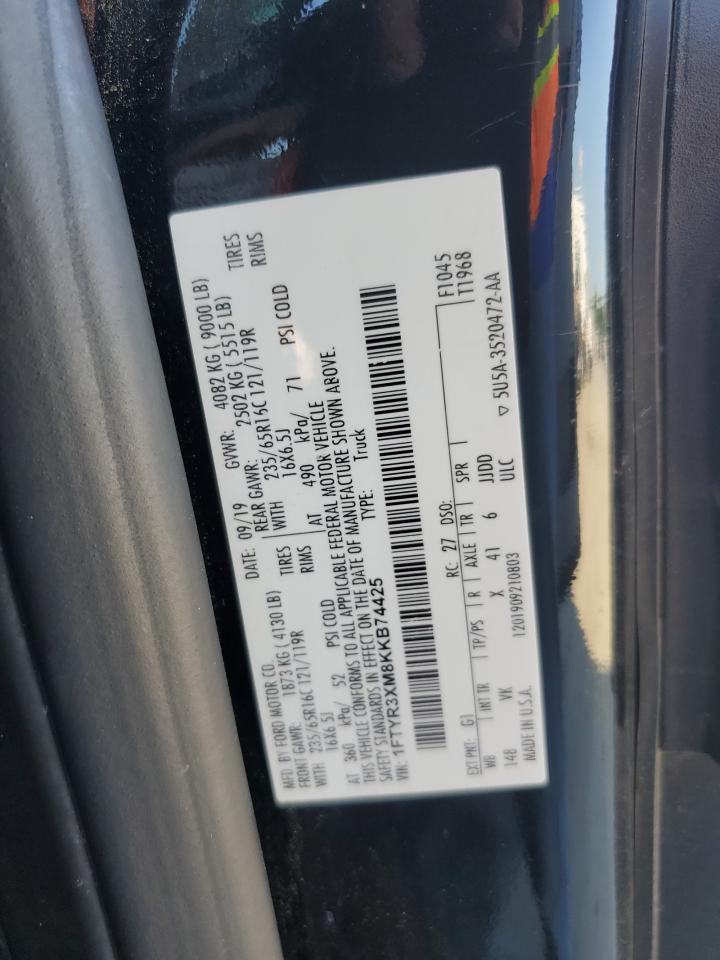 MFD. BY FORD MOTOR CO. DATE: 09/19 GVWR: 4082 KG ( 9000 LB)
FRONT GAWR: 1873 KG ( 4130 LB) REAR GAWR: 2502 KG ( 5515 LB)
WITH 235/65R16C 121/119R TIRES WITH 235/65R16C 121/119R TIRES
16X6.5J RIMS 16X6.5J RIMS
AT 360 kPa/ 52 PSI COLD AT 490 kPa/ 71 PSI COLD
THIS VEHICLE CONFORMS TO ALL APPLICABLE FEDERAL MOTOR VEHICLE
SAFETY STANDARDS IN EFFECT ON THE DATE OF MANUFACTURE SHOWN ABOVE.
VIN: 1FTYR3XM8KKB74425 TYPE: Truck
EXT PNT: G1 RC: 27 DSO: F1045
WB INT TR TP/PS R AXLE TR SPR T1968
148 VK X 41 6 JJDD
MADE IN U.S.A. 1201909210803 ULC ▽ 5U5A-3520472-AA